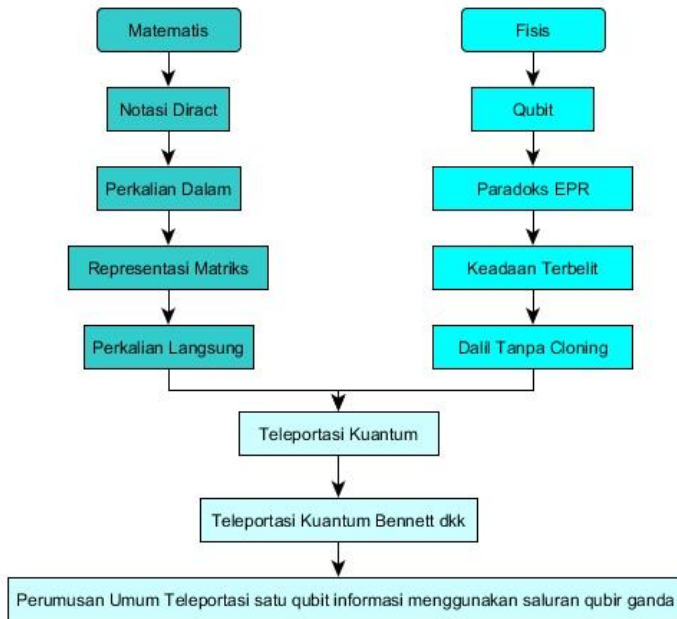 Matematis
Fisis
Notasi Diract
Qubit
Perkalian Dalam
Paradoks EPR
Representasi Matriks
Keadaan Terbelit
Perkalian Langsung
Dalil Tanpa Cloning
Teleportasi Kuantum
Teleportasi Kuantum Bennett dkk
Perumusan Umum Teleportasi satu qubit informasi menggunakan saluran qubir ganda